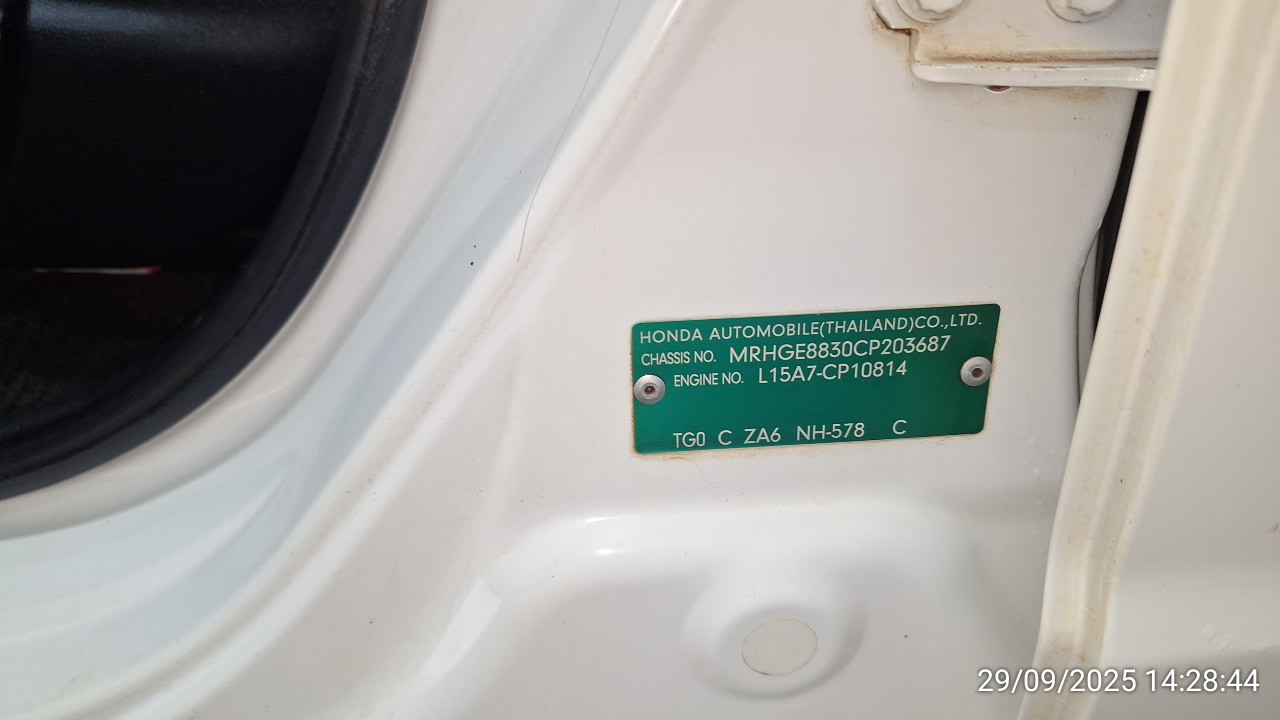 HONDA AUTOMOBILE(THAILAND)CO.,LTD.
CHASSIS NO. MRHGE8830CP203687
ENGINE NO. L15A7-CP10814
TG0 C ZA6 NH-578 C
29/09/2025 14:28:44